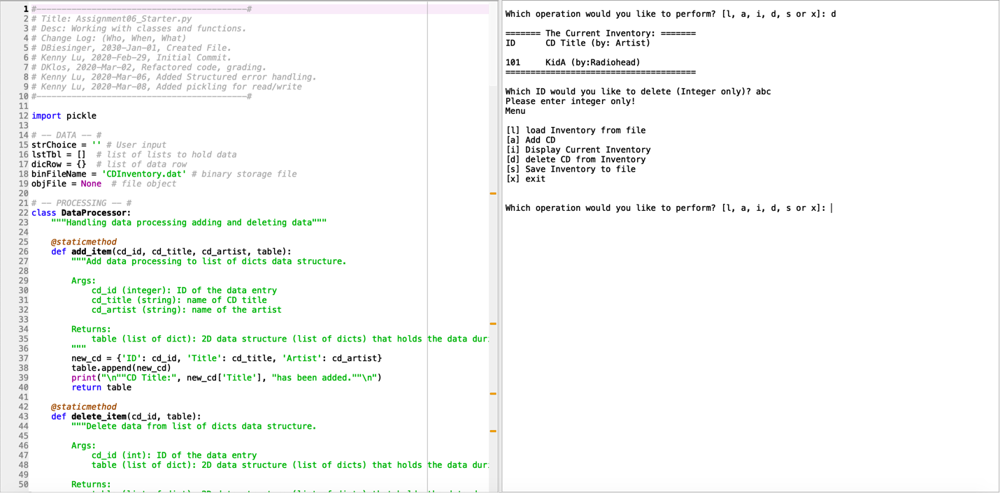 1 #------------------------------------------#
2 # Title: Assignment06_Starter.py
3 # Desc: Working with classes and functions.
4 # Change Log: (Who, When, What)
5 # DBiesinger, 2030-Jan-01, Created File.
6 # Kenny Lu, 2020-Feb-29, Initial Commit.
7 # DKlos, 2020-Mar-02, Refactored code, grading.
8 # Kenny Lu, 2020-Mar-06, Added Structured error handling.
9 # Kenny Lu, 2020-Mar-08, Added pickling for read/write
10 #------------------------------------------#
11
12 import pickle
13
14 # -- DATA -- #
15 strChoice = '' # User input
16 lstTbl = []  # list of lists to hold data
17 dicRow = {}  # list of data row
18 binFileName = 'CDInventory.dat' # binary storage file
19 objFile = None  # file object
20
21 # -- PROCESSING -- #
22 class DataProcessor:
23     """Handling data processing adding and deleting data"""
24
25     @staticmethod
26     def add_item(cd_id, cd_title, cd_artist, table):
27         """Add data processing to list of dicts data structure.
28
29         Args:
30             cd_id (integer): ID of the data entry
31             cd_title (string): name of CD title
32             cd_artist (string): name of the artist
33
34         Returns:
35             table (list of dict): 2D data structure (list of dicts) that holds the data dur
36         """
37         new_cd = {'ID': cd_id, 'Title': cd_title, 'Artist': cd_artist}
38         table.append(new_cd)
39         print("\n""CD Title:", new_cd['Title'], "has been added.""\n")
40         return table
41
42     @staticmethod
43     def delete_item(cd_id, table):
44         """Delete data from list of dicts data structure.
45
46         Args:
47             cd_id (int): ID of the data entry
48             table (list of dict): 2D data structure (list of dicts) that holds the data dur
49
50         Returns:
Which operation would you like to perform? [l, a, i, d, s or x]: d
======= The Current Inventory: =======
ID      CD Title (by: Artist)
101     KidA (by:Radiohead)
======================================
Which ID would you like to delete (Integer only)? abc
Please enter integer only!
Menu
[l] load Inventory from file
[a] Add CD
[i] Display Current Inventory
[d] delete CD from Inventory
[s] Save Inventory to file
[x] exit
Which operation would you like to perform? [l, a, i, d, s or x]: